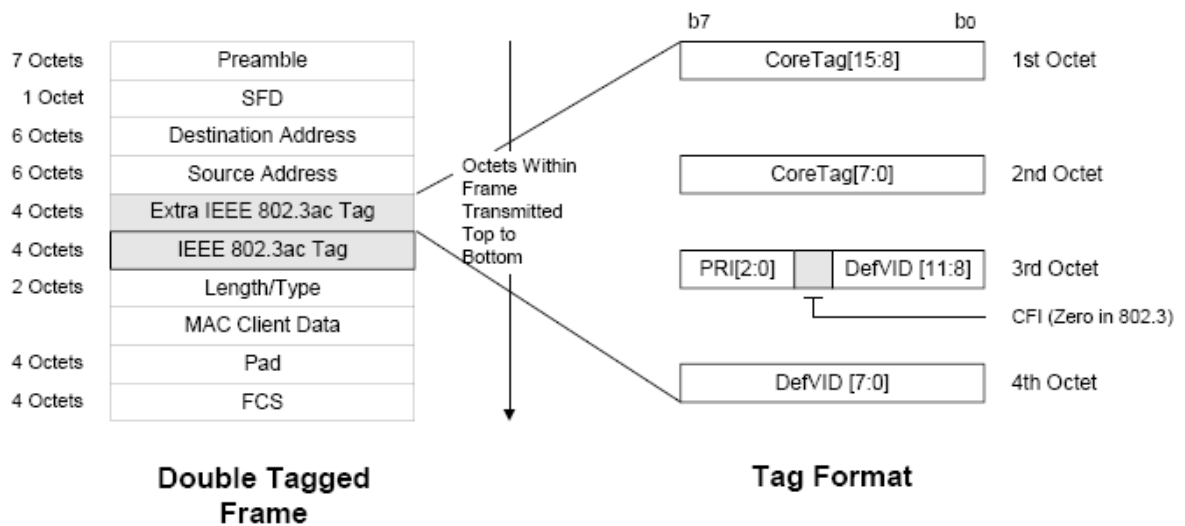 b7 bo
7 Octets Preamble CoreTag[15:8] 1st Octet
1 Octet SFD
6 Octets Destination Address
6 Octets Source Address
Octets Within
Frame
Transmitted
Top to
Bottom
CoreTag[7:0] 2nd Octet
4 Octets Extra IEEE 802.3ac Tag
4 Octets IEEE 802.3ac Tag
PRI[2:0] DefVID [11:8] 3rd Octet
2 Octets Length/Type
CFI (Zero in 802.3)
MAC Client Data
4 Octets Pad
DefVID [7:0] 4th Octet
4 Octets FCS
Double Tagged
Frame
Tag Format